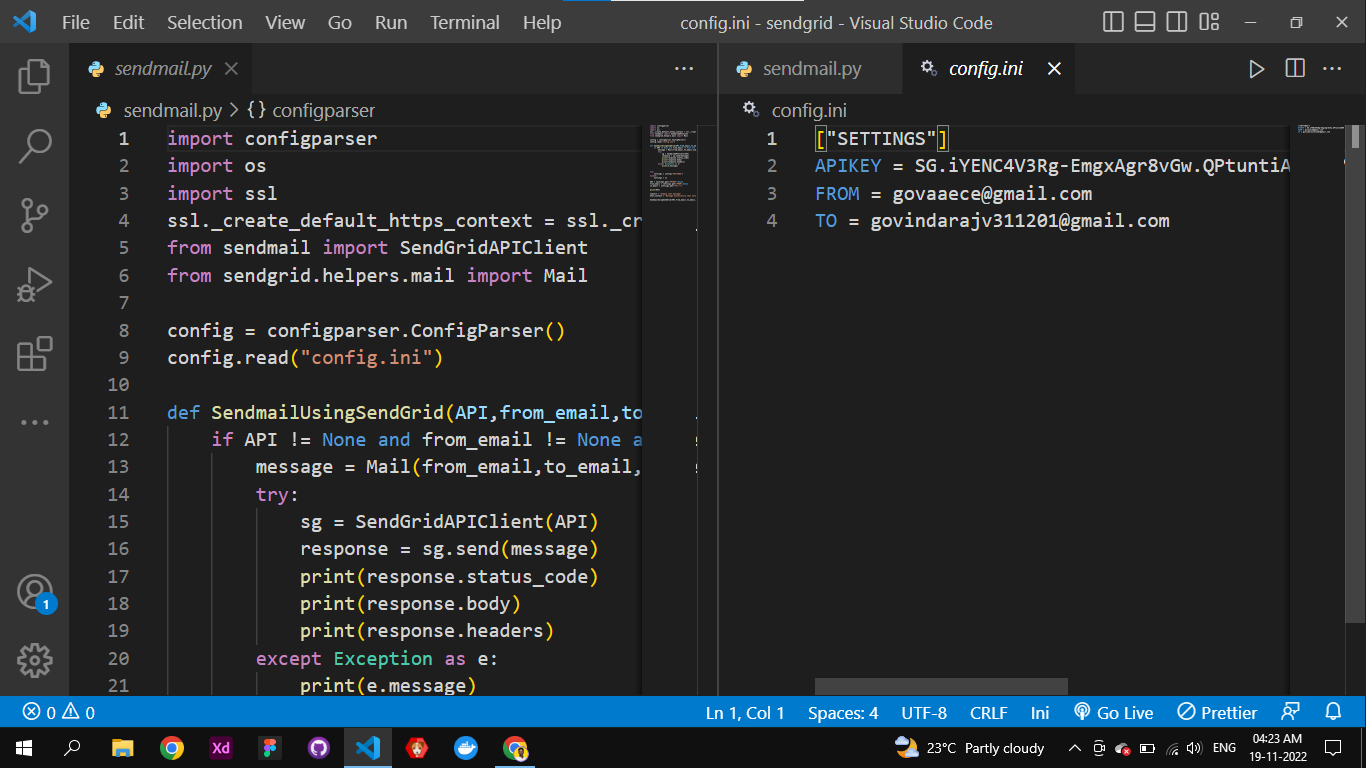 File Edit Selection View Go Run Terminal Help config.ini - sendgrid - Visual Studio Code
sendmail.py
sendmail.py > {} configparser
1 import configparser
2 import os
3 import ssl
4 ssl._create_default_https_context = ssl._cr
5 from sendmail import SendGridAPIClient
6 from sendgrid.helpers.mail import Mail
7
8 config = configparser.ConfigParser()
9 config.read("config.ini")
10
11 def SendmailUsingSendGrid(API,from_email,to
12 if API != None and from_email != None a
13 message = Mail(from_email,to_email,
14 try:
15 sg = SendGridAPIClient(API)
16 response = sg.send(message)
17 print(response.status_code)
18 print(response.body)
19 print(response.headers)
20 except Exception as e:
21 print(e.message)
sendmail.py config.ini
config.ini
1 ["SETTINGS"]
2 APIKEY = SG.iYENC4V3Rg-EmgxAgr8vGw.QPtuntiA
3 FROM = govaaece@gmail.com
4 TO = govindarajv311201@gmail.com
1
0 0 Ln 1, Col 1 Spaces: 4 UTF-8 CRLF Ini Go Live Prettier
Xd 23°C Partly cloudy ENG 04:23 AM
19-11-2022